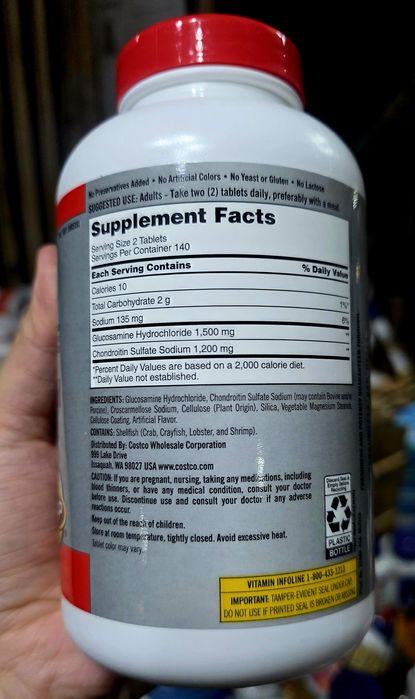 No Preservatives Added • No Artificial Colors • No Yeast or Gluten • No Lactose
SUGGESTED USE: Adults - Take two (2) tablets daily, preferably with a meal.
Supplement Facts
Serving Size 2 Tablets
Servings Per Container 140
Each Serving Contains % Daily Value
Calories 10
Total Carbohydrate 2 g 1%*
Sodium 135 mg 6%
Glucosamine Hydrochloride 1,500 mg **
Chondroitin Sulfate Sodium 1,200 mg **
*Percent Daily Values are based on a 2,000 calorie diet.
**Daily Value not established.
INGREDIENTS: Glucosamine Hydrochloride, Chondroitin Sulfate Sodium (may contain Bovine and/or
Porcine), Croscarmellose Sodium, Cellulose (Plant Origin), Silica, Vegetable Magnesium Stearate,
Cellulose Coating, Artificial Flavor.
CONTAINS: Shellfish (Crab, Crayfish, Lobster, and Shrimp).
Distributed By: Costco Wholesale Corporation
999 Lake Drive
Issaquah, WA 98027 USA www.costco.com
CAUTION: If you are pregnant, nursing, taking any medications, including
blood thinners, or have any medical condition, consult your doctor
before use. Discontinue use and consult your doctor if any adverse
reactions occur.
Keep out of the reach of children.
Store at room temperature, tightly closed. Avoid excessive heat.
Tablet color may vary.
Discard Seal &
Empty Before
Recycling
PLASTIC
BOTTLE
VITAMIN INFOLINE 1-800-433-1353
IMPORTANT: TAMPER-EVIDENT SEAL UNDER CAP.
DO NOT USE IF PRINTED SEAL IS BROKEN OR MISSING.